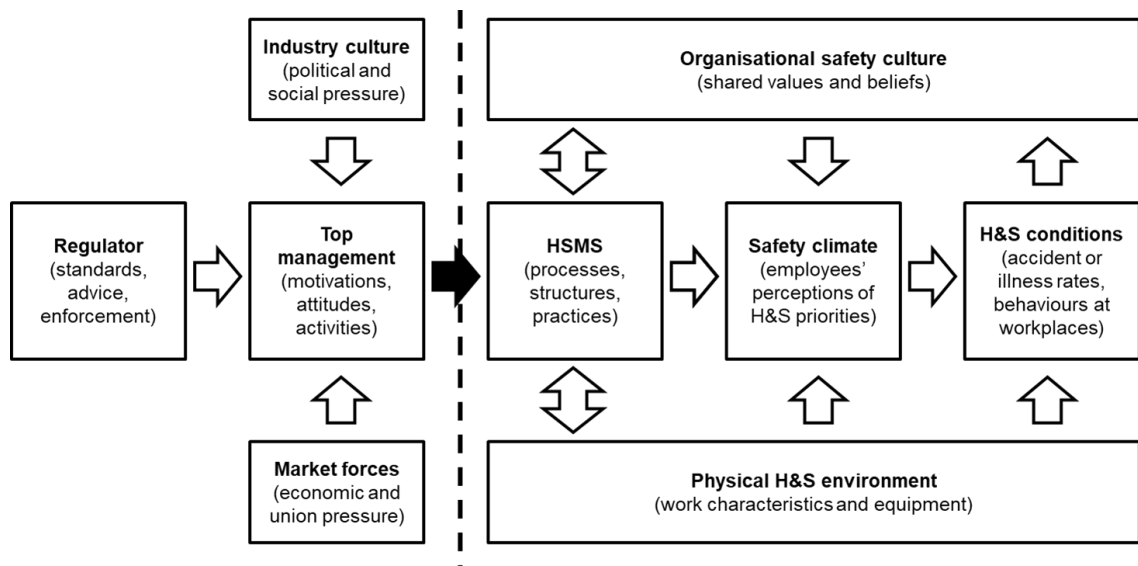 Industry culture
(political and
social pressure)
Organisational safety culture
(shared values and beliefs)
Regulator
(standards,
advice,
enforcement)
Top
management
(motivations,
attitudes,
activities)
HSMS
(processes,
structures,
practices)
Safety climate
(employees’
perceptions of
H&S priorities)
H&S conditions
(accident or
illness rates,
behaviours at
workplaces)
Market forces
(economic and
union pressure)
Physical H&S environment
(work characteristics and equipment)